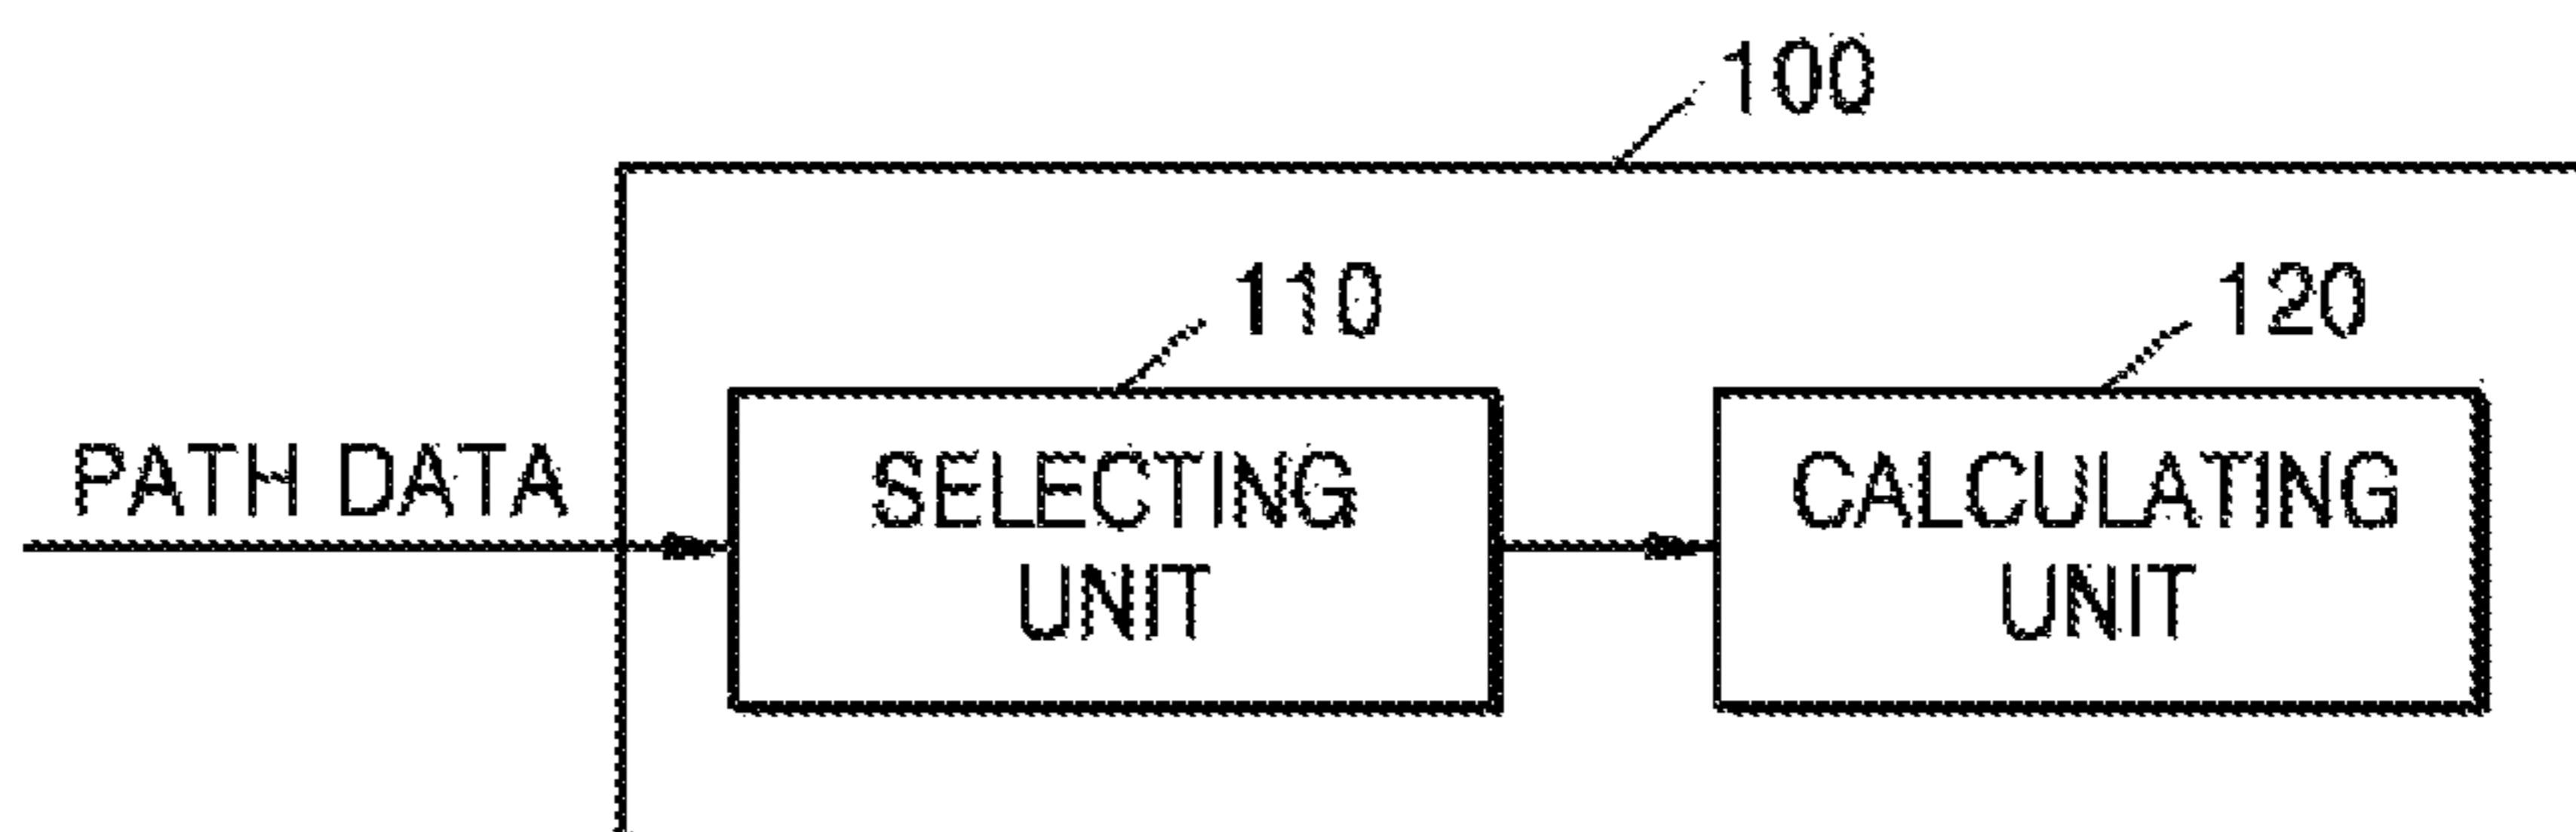 100
110
120
PATH DATA
SELECTING
UNIT
CALCULATING
UNIT